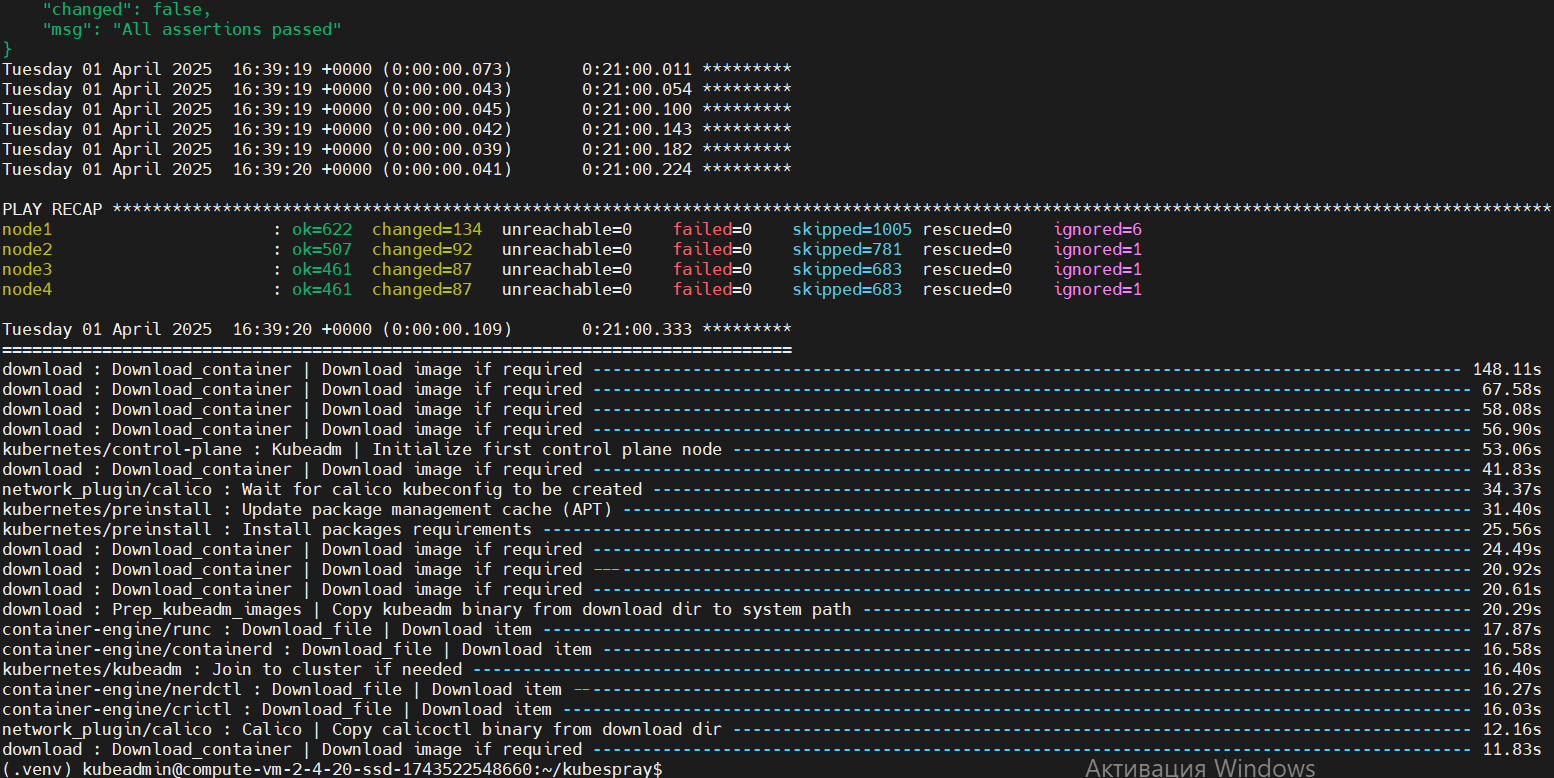 "changed": false,
    "msg": "All assertions passed"
}
Tuesday 01 April 2025  16:39:19 +0000 (0:00:00.073)       0:21:00.011 *********
Tuesday 01 April 2025  16:39:19 +0000 (0:00:00.043)       0:21:00.054 *********
Tuesday 01 April 2025  16:39:19 +0000 (0:00:00.045)       0:21:00.100 *********
Tuesday 01 April 2025  16:39:19 +0000 (0:00:00.042)       0:21:00.143 *********
Tuesday 01 April 2025  16:39:19 +0000 (0:00:00.039)       0:21:00.182 *********
Tuesday 01 April 2025  16:39:20 +0000 (0:00:00.041)       0:21:00.224 *********
PLAY RECAP ************************************************************************************************************************************************
node1                      : ok=622  changed=134  unreachable=0    failed=0    skipped=1005 rescued=0    ignored=6
node2                      : ok=507  changed=92   unreachable=0    failed=0    skipped=781  rescued=0    ignored=1
node3                      : ok=461  changed=87   unreachable=0    failed=0    skipped=683  rescued=0    ignored=1
node4                      : ok=461  changed=87   unreachable=0    failed=0    skipped=683  rescued=0    ignored=1
Tuesday 01 April 2025  16:39:20 +0000 (0:00:00.109)       0:21:00.333 *********
===============================================================================
download : Download_container | Download image if required --------------------------------------------------------------------------------------- 148.11s
download : Download_container | Download image if required ---------------------------------------------------------------------------------------- 67.58s
download : Download_container | Download image if required ---------------------------------------------------------------------------------------- 58.08s
download : Download_container | Download image if required ---------------------------------------------------------------------------------------- 56.90s
kubernetes/control-plane : Kubeadm | Initialize first control plane node -------------------------------------------------------------------------- 53.06s
download : Download_container | Download image if required ---------------------------------------------------------------------------------------- 41.83s
network_plugin/calico : Wait for calico kubeconfig to be created ---------------------------------------------------------------------------------- 34.37s
kubernetes/preinstall : Update package management cache (APT) ------------------------------------------------------------------------------------- 31.40s
kubernetes/preinstall : Install packages requirements --------------------------------------------------------------------------------------------- 25.56s
download : Download_container | Download image if required ---------------------------------------------------------------------------------------- 24.49s
download : Download_container | Download image if required ---------------------------------------------------------------------------------------- 20.92s
download : Download_container | Download image if required ---------------------------------------------------------------------------------------- 20.61s
download : Prep_kubeadm_images | Copy kubeadm binary from download dir to system path ------------------------------------------------------------- 20.29s
container-engine/runc : Download_file | Download item --------------------------------------------------------------------------------------------- 17.87s
container-engine/containerd : Download_file | Download item --------------------------------------------------------------------------------------- 16.58s
kubernetes/kubeadm : Join to cluster if needed ---------------------------------------------------------------------------------------------------- 16.40s
container-engine/nerdctl : Download_file | Download item ------------------------------------------------------------------------------------------ 16.27s
container-engine/crictl : Download_file | Download item ------------------------------------------------------------------------------------------- 16.03s
network_plugin/calico : Calico | Copy calicoctl binary from download dir -------------------------------------------------------------------------- 12.16s
download : Download_container | Download image if required ---------------------------------------------------------------------------------------- 11.83s
(.venv) kubeadmin@compute-vm-2-4-20-ssd-1743522548660:~/kubespray$
Активация Windows